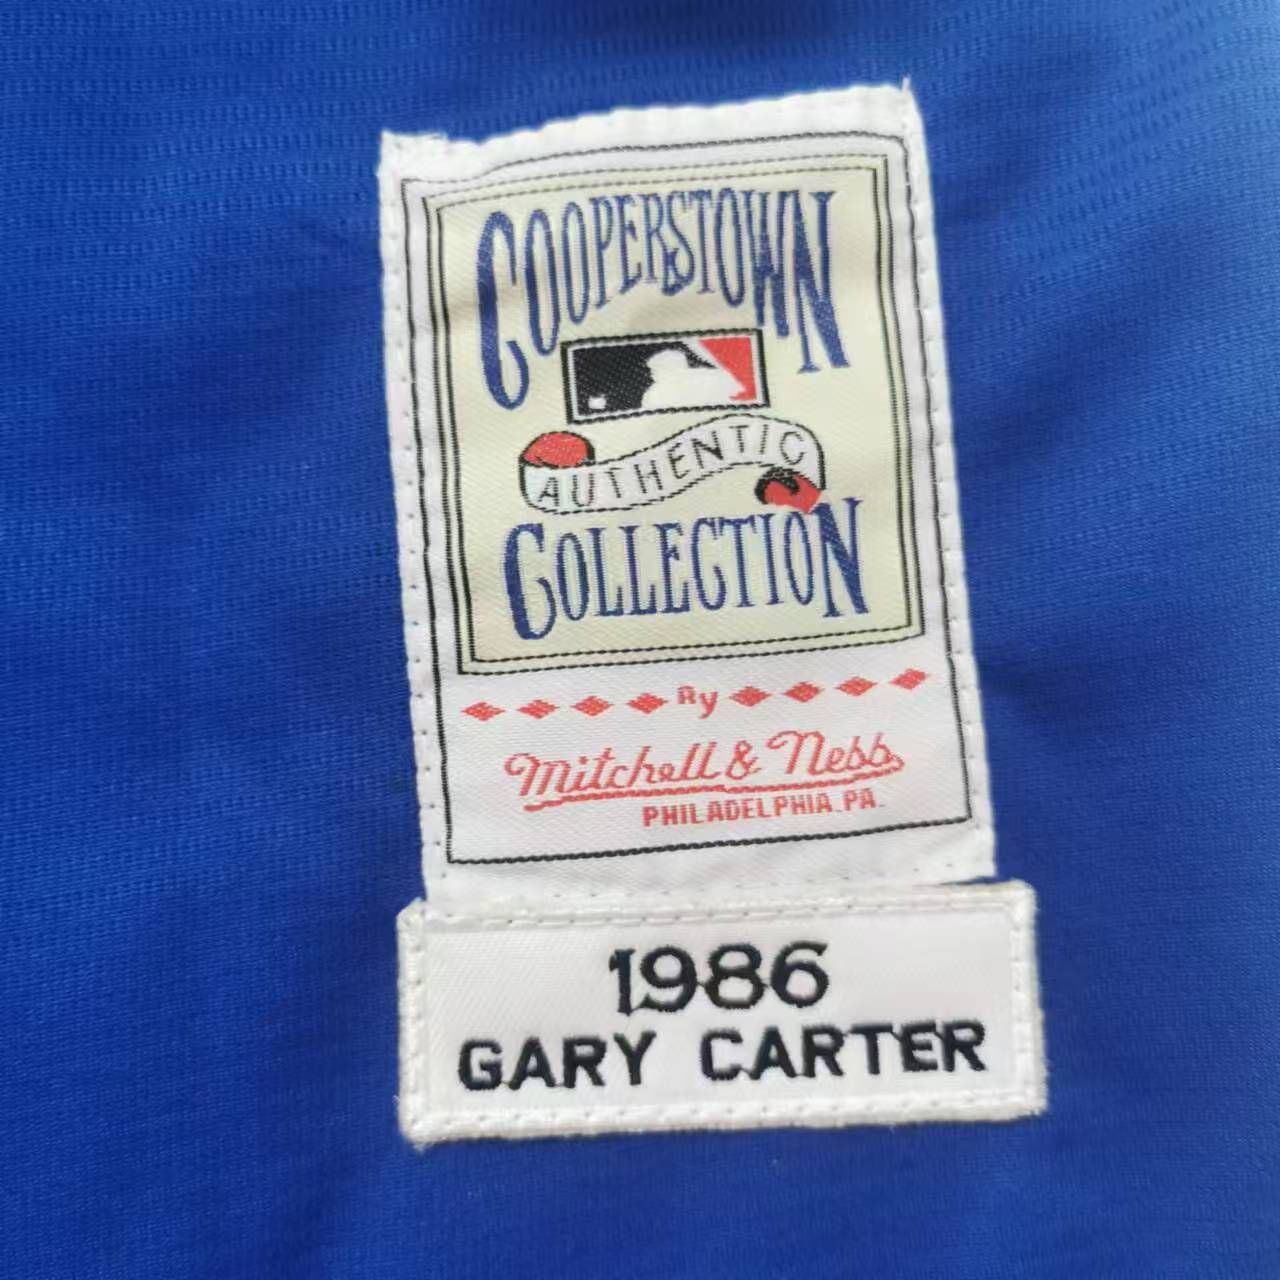 COOPERSTOWN
AUTHENTIC
COLLECTION
By
Mitchell & Ness
PHILADELPHIA. PA.
1986
GARY CARTER